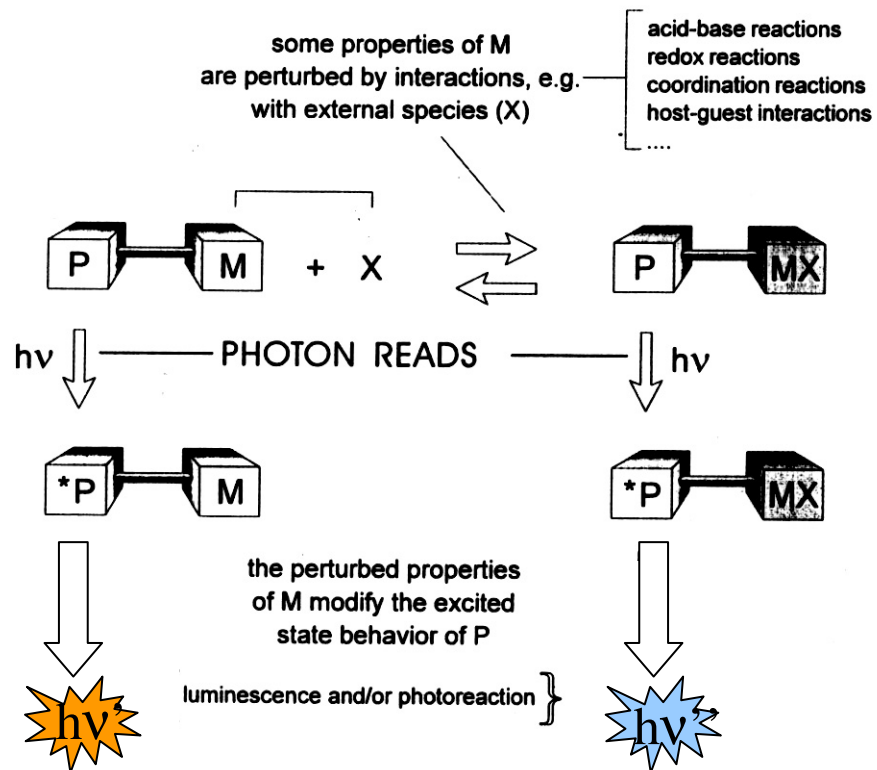 some properties of M
are perturbed by interactions, e.g.
with external species (X)
acid-base reactions
redox reactions
coordination reactions
host-guest interactions
....
P
M
+
X
P
MX
hν
PHOTON READS
hν
*P
M
*P
MX
the perturbed properties
of M modify the excited
state behavior of P
luminescence and/or photoreaction }
hν'
hν''